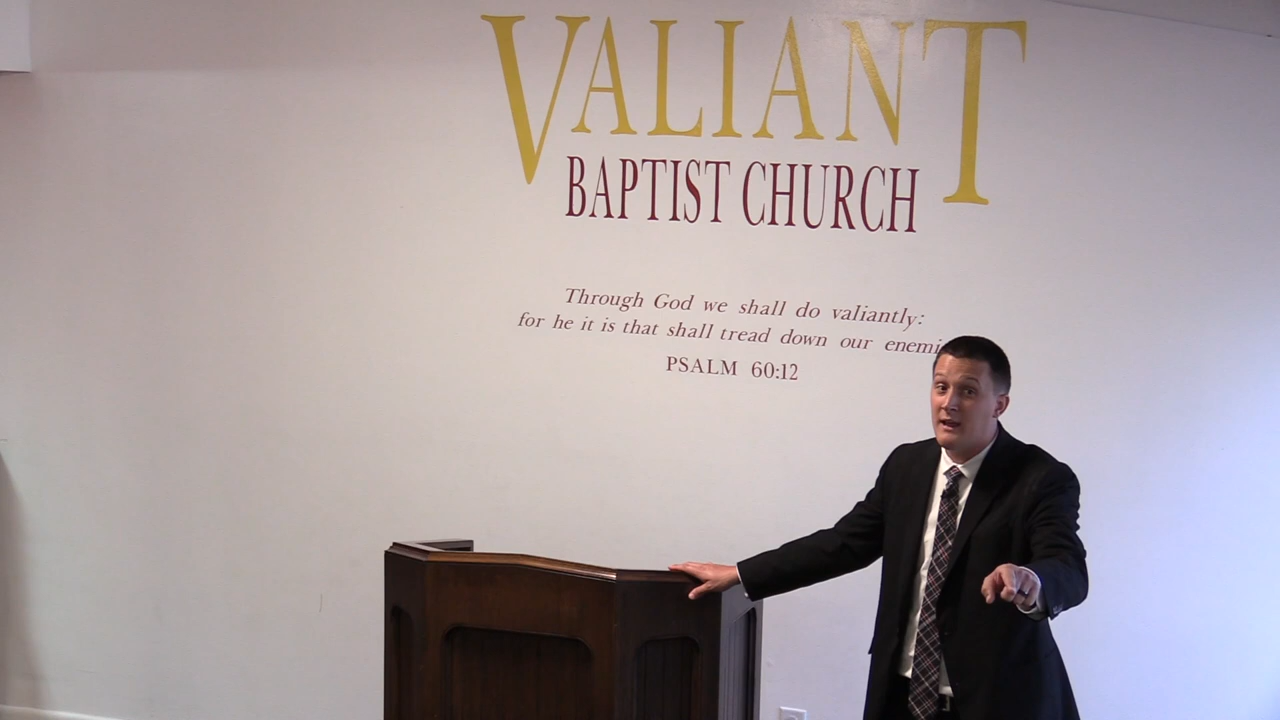 VALIANT
BAPTIST CHURCH
Through God we shall do valiantly:
for he it is that shall tread down our
PSALM 60:12